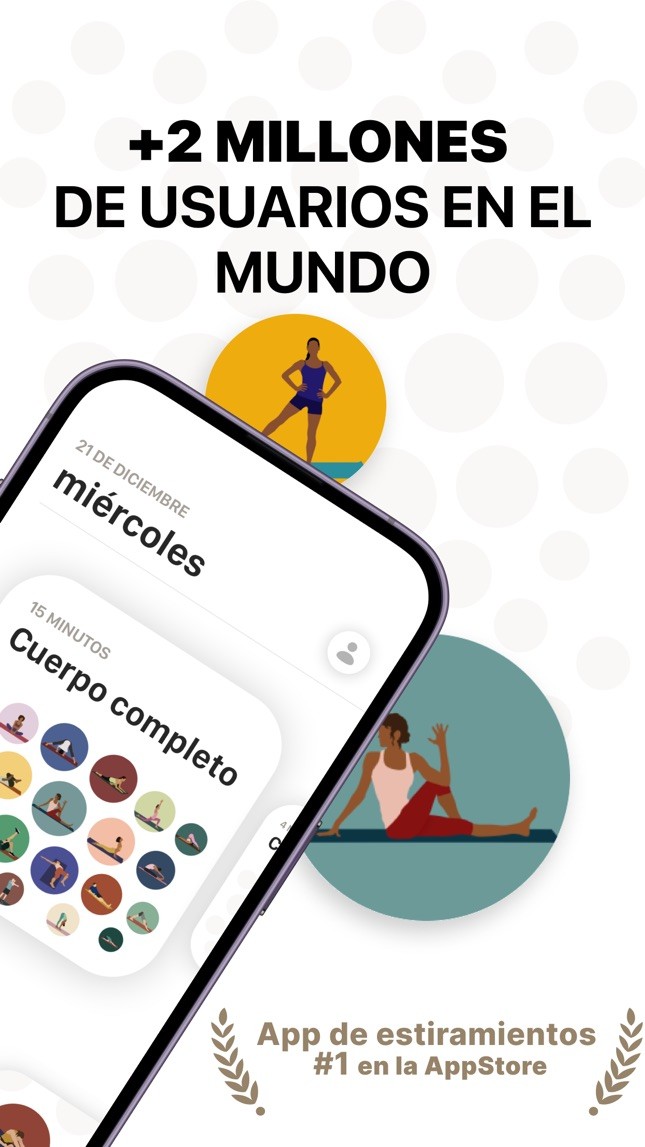 +2 MILLONES
DE USUARIOS EN EL
MUNDO
21 DE DICIEMBRE
miércoles
15 MINUTOS
Cuerpo completo
App de estiramientos
#1 en la AppStore